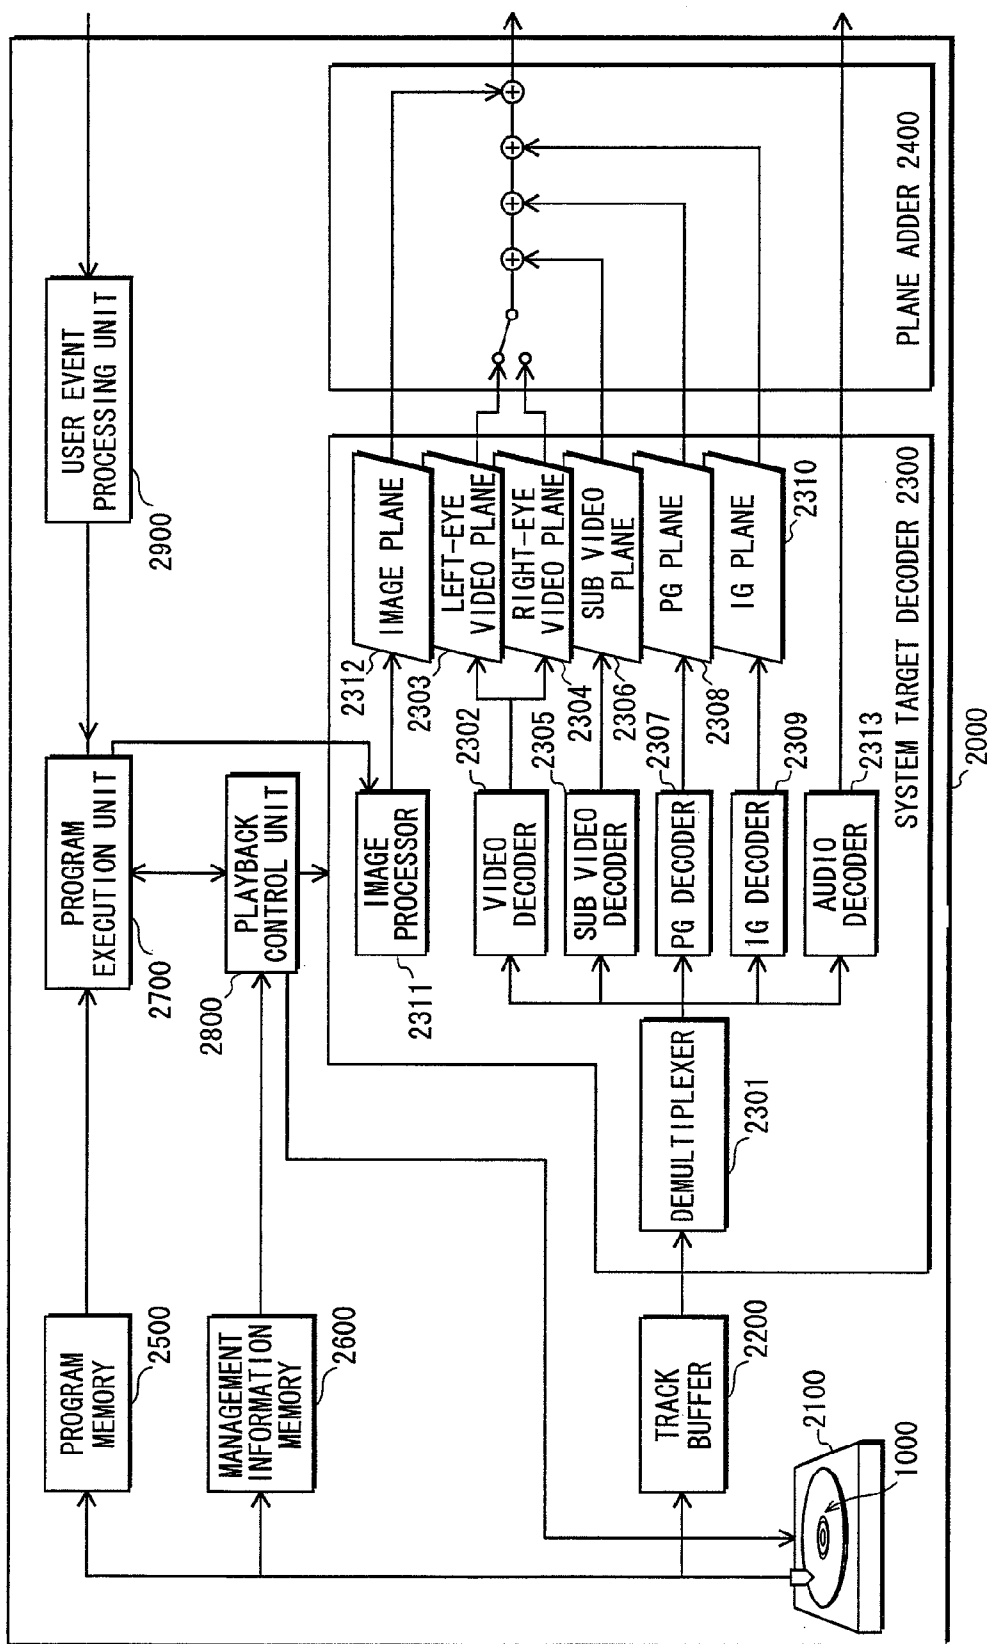 USER EVENT
PROCESSING UNIT
2900
PROGRAM
EXECUTION UNIT
2700
PLAYBACK
CONTROL UNIT
2800
PROGRAM
MEMORY
2500
MANAGEMENT
INFORMATION
MEMORY
2600
TRACK
BUFFER
2200
2100
1000
DEMULTIPLEXER
2301
IMAGE
PROCESSOR
2311
VIDEO
DECODER
2302
SUB VIDEO
DECODER
2305
PG DECODER
2307
IG DECODER
2309
AUDIO
DECODER
2313
IMAGE PLANE
2312
LEFT-EYE
VIDEO PLANE
2303
RIGHT-EYE
VIDEO PLANE
2304
SUB VIDEO
PLANE
2306
PG PLANE
2308
IG PLANE
2310
SYSTEM TARGET DECODER 2300
PLANE ADDER 2400
2000